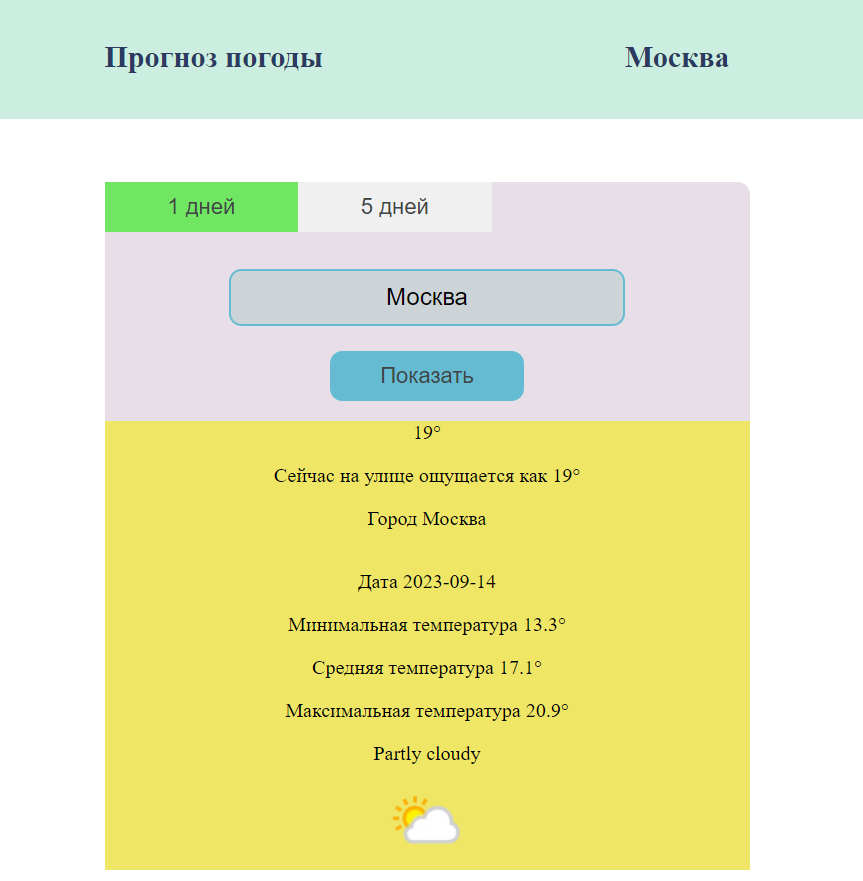 Прогноз погоды
Москва
1 дней
5 дней
Москва
Показать
19°
Сейчас на улице ощущается как 19°
Город Москва
Дата 2023-09-14
Минимальная температура 13.3°
Средняя температура 17.1°
Максимальная температура 20.9°
Partly cloudy